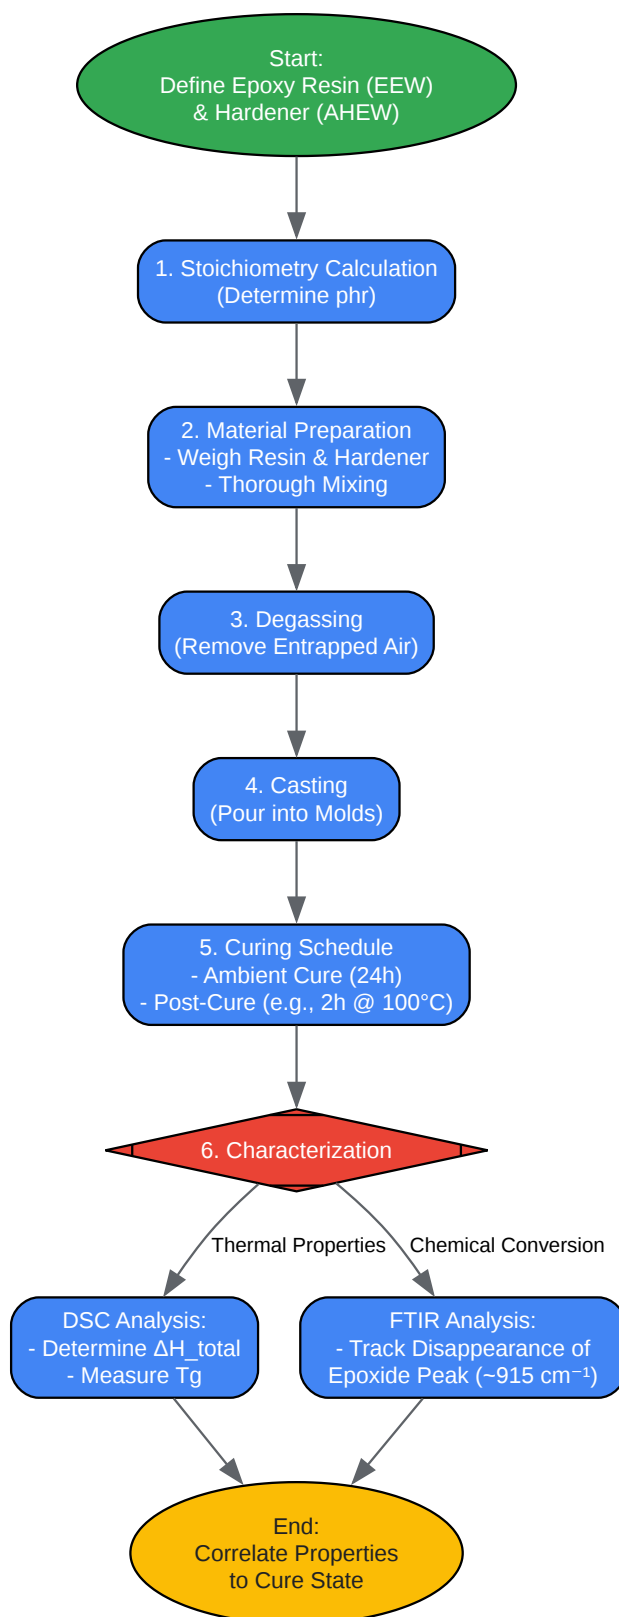 Start:
Define Epoxy Resin (EEW)
& Hardener (AHEW)
1. Stoichiometry Calculation
(Determine phr)
2. Material Preparation
- Weigh Resin & Hardener
- Thorough Mixing
3. Degassing
(Remove Entrapped Air)
4. Casting
(Pour into Molds)
5. Curing Schedule
- Ambient Cure (24h)
- Post-Cure (e.g., 2h @ 100°C)
6. Characterization
Thermal Properties
Chemical Conversion
DSC Analysis:
- Determine ΔH_total
- Measure Tg
FTIR Analysis:
- Track Disappearance of
Epoxide Peak (~915 cm⁻¹)
End:
Correlate Properties
to Cure State